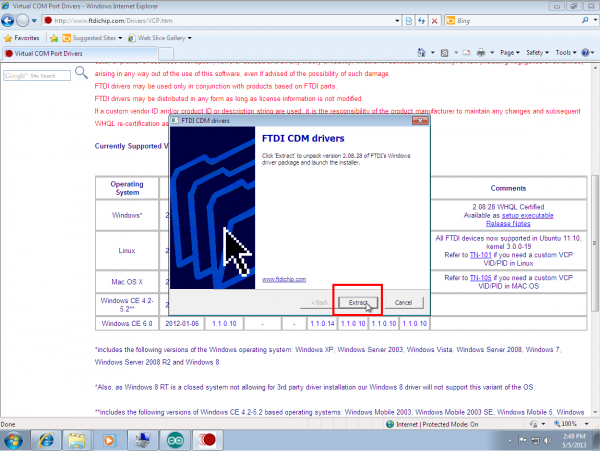 Virtual COM Port Drivers - Windows Internet Explorer
http://www.ftdichip.com/Drivers/VCP.htm
Bing
Favorites
Suggested Sites
Web Slice Gallery
Virtual COM Port Drivers
Page
Safety
Tools
Google
Site Search
arising in any way out of the use of this software, even if advised of the possibility of such damage.
FTDI drivers may be used only in conjunction with products based on FTDI parts.
FTDI drivers may be distributed in any form as long as license information is not modified.
If a custom vendor ID and/or product ID or description string are used, it is the responsibility of the product manufacturer to maintain any changes and subsequent
WHQL re-certification as
Currently Supported V
FTDI CDM drivers
FTDI CDM drivers
Click 'Extract' to unpack version 2.08.28 of FTDI's Windows
driver package and launch the installer.
www.ftdichip.com
< Back
Extract
Cancel
Operating
System
Comments
Windows*
2
2.08.28 WHQL Certified
Available as setup executable
Release Notes
Linux
All FTDI devices now supported in Ubuntu 11.10,
kernel 3.0.0-19
Refer to TN-101 if you need a custom VCP
VID/PID in Linux
Mac OS X
2
Refer to TN-105 if you need a custom VCP
VID/PID in MAC OS
Windows CE 4.2-
5.2**
Windows CE 6.0
2012-01-06
1.1.0.10
-
-
1.1.0.14
1.1.0.10
1.1.0.10
1.1.0.10
*includes the following versions of the Windows operating system: Windows XP, Windows Server 2003, Windows Vista, Windows Server 2008, Windows 7,
Windows Server 2008 R2 and Windows 8.
*Also, as Windows 8 RT is a closed system not allowing for 3rd party driver installation our Windows 8 driver will not support this variant of the OS.
**includes the following versions of Windows CE 4.2-5.2 based operating systems: Windows Mobile 2003, Windows Mobile 2003 SE, Windows Mobile 5, Windows
Done
Internet | Protected Mode: On
100%
2:49 PM
5/5/2013